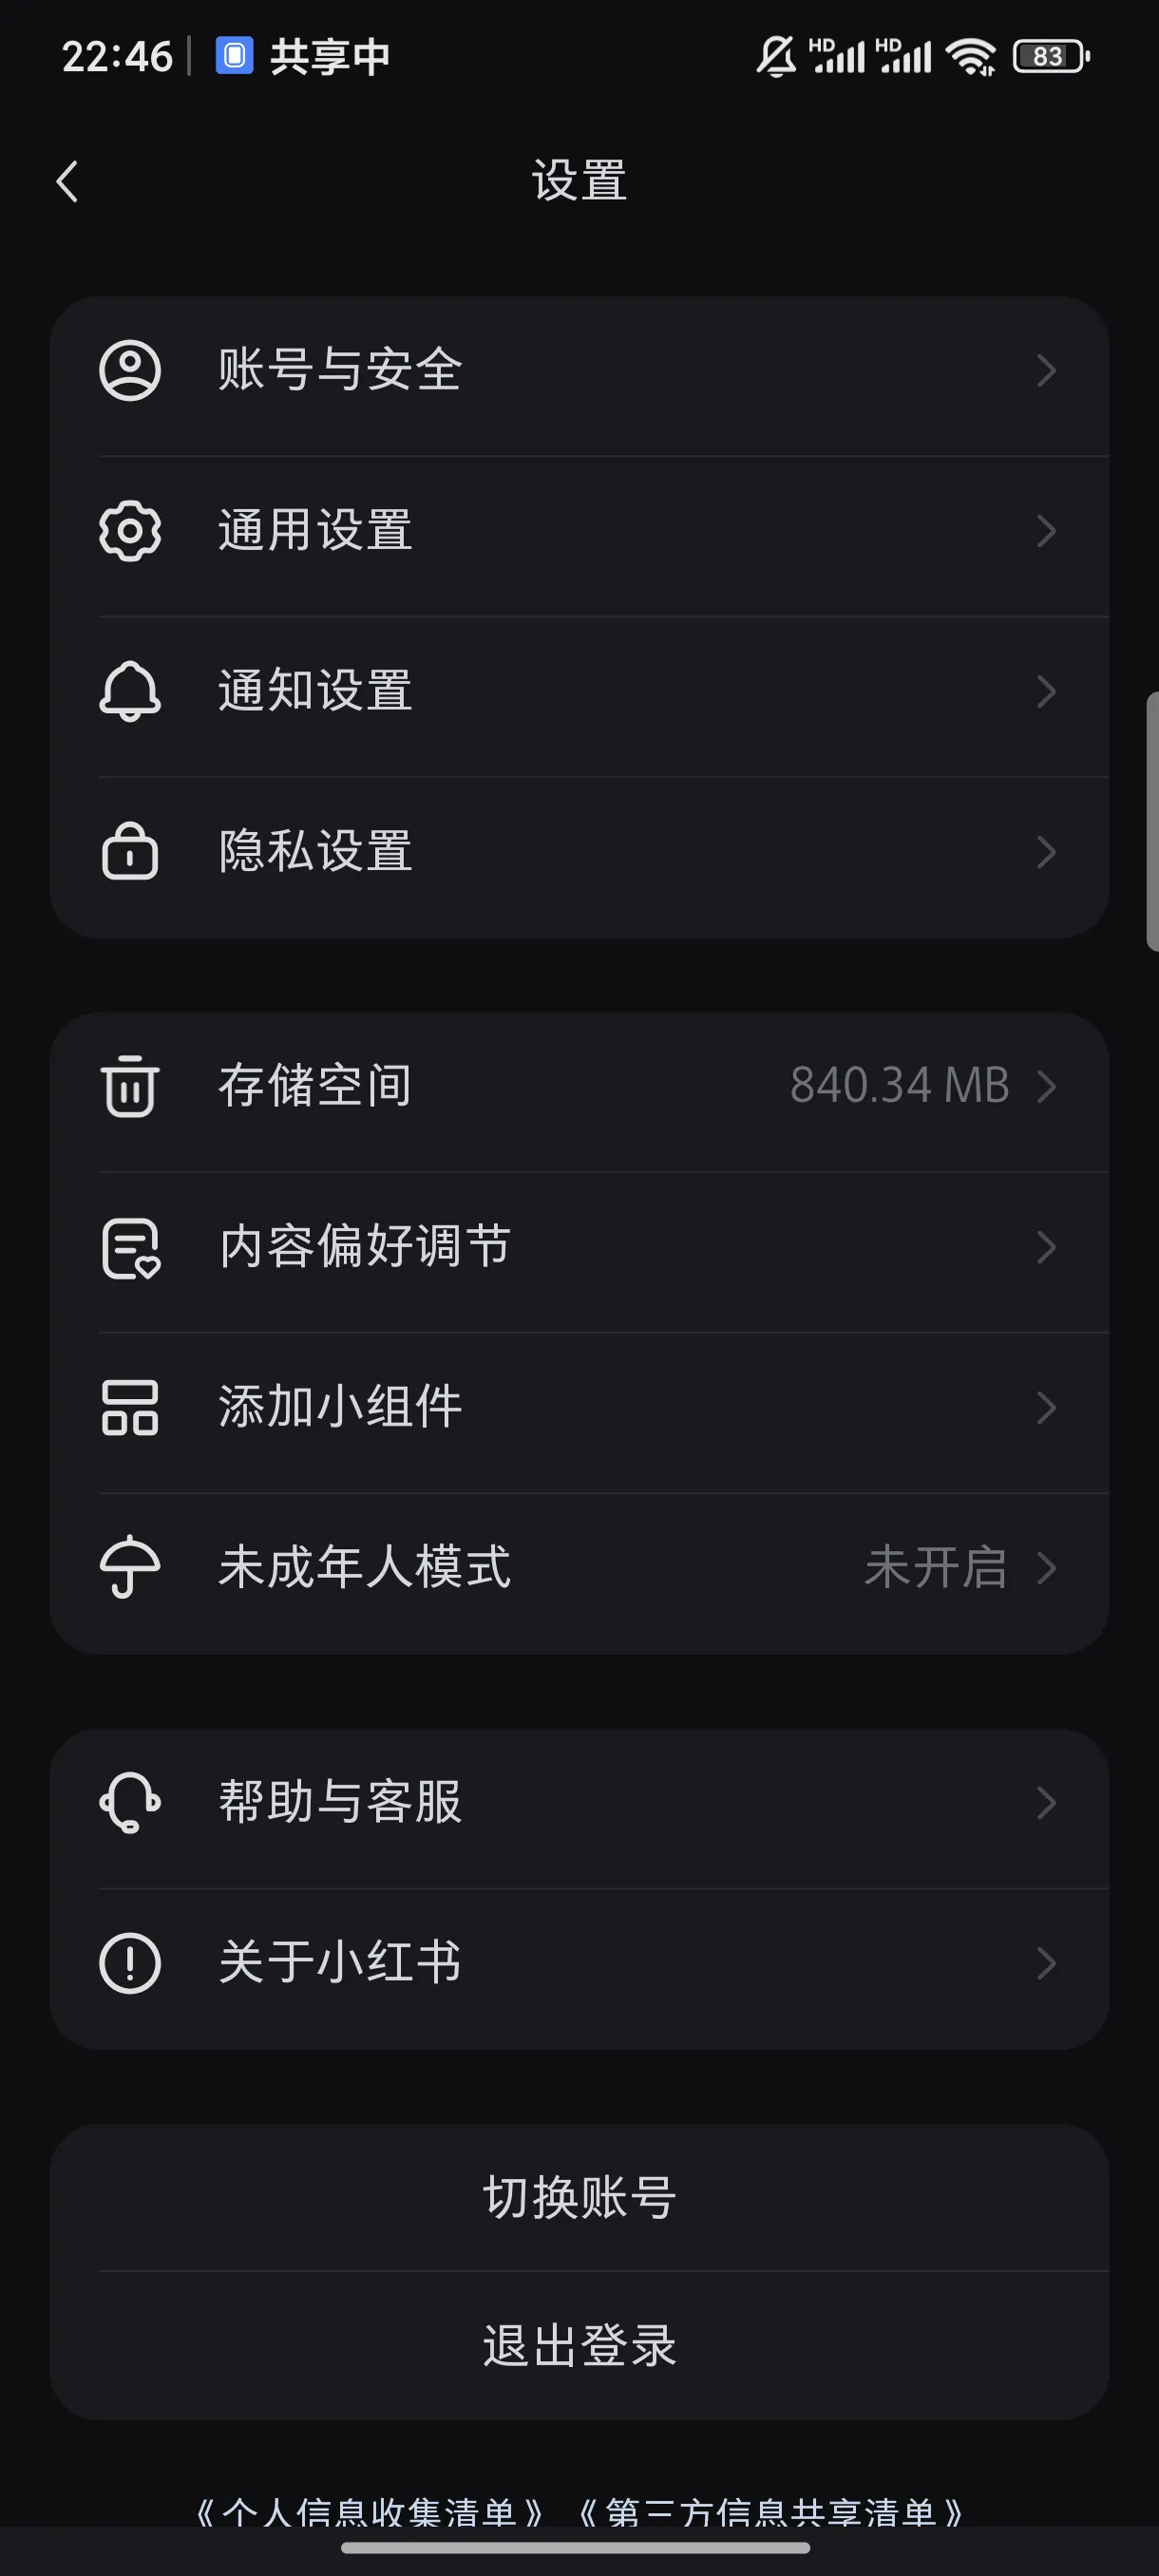 22:46 共享中 HD HD 83
设置
账号与安全
通用设置
通知设置
隐私设置
存储空间 840.34 MB
内容偏好调节
添加小组件
未成年人模式 未开启
帮助与客服
关于小红书
切换账号
退出登录
《个人信息收集清单》 《第三方信息共享清单》